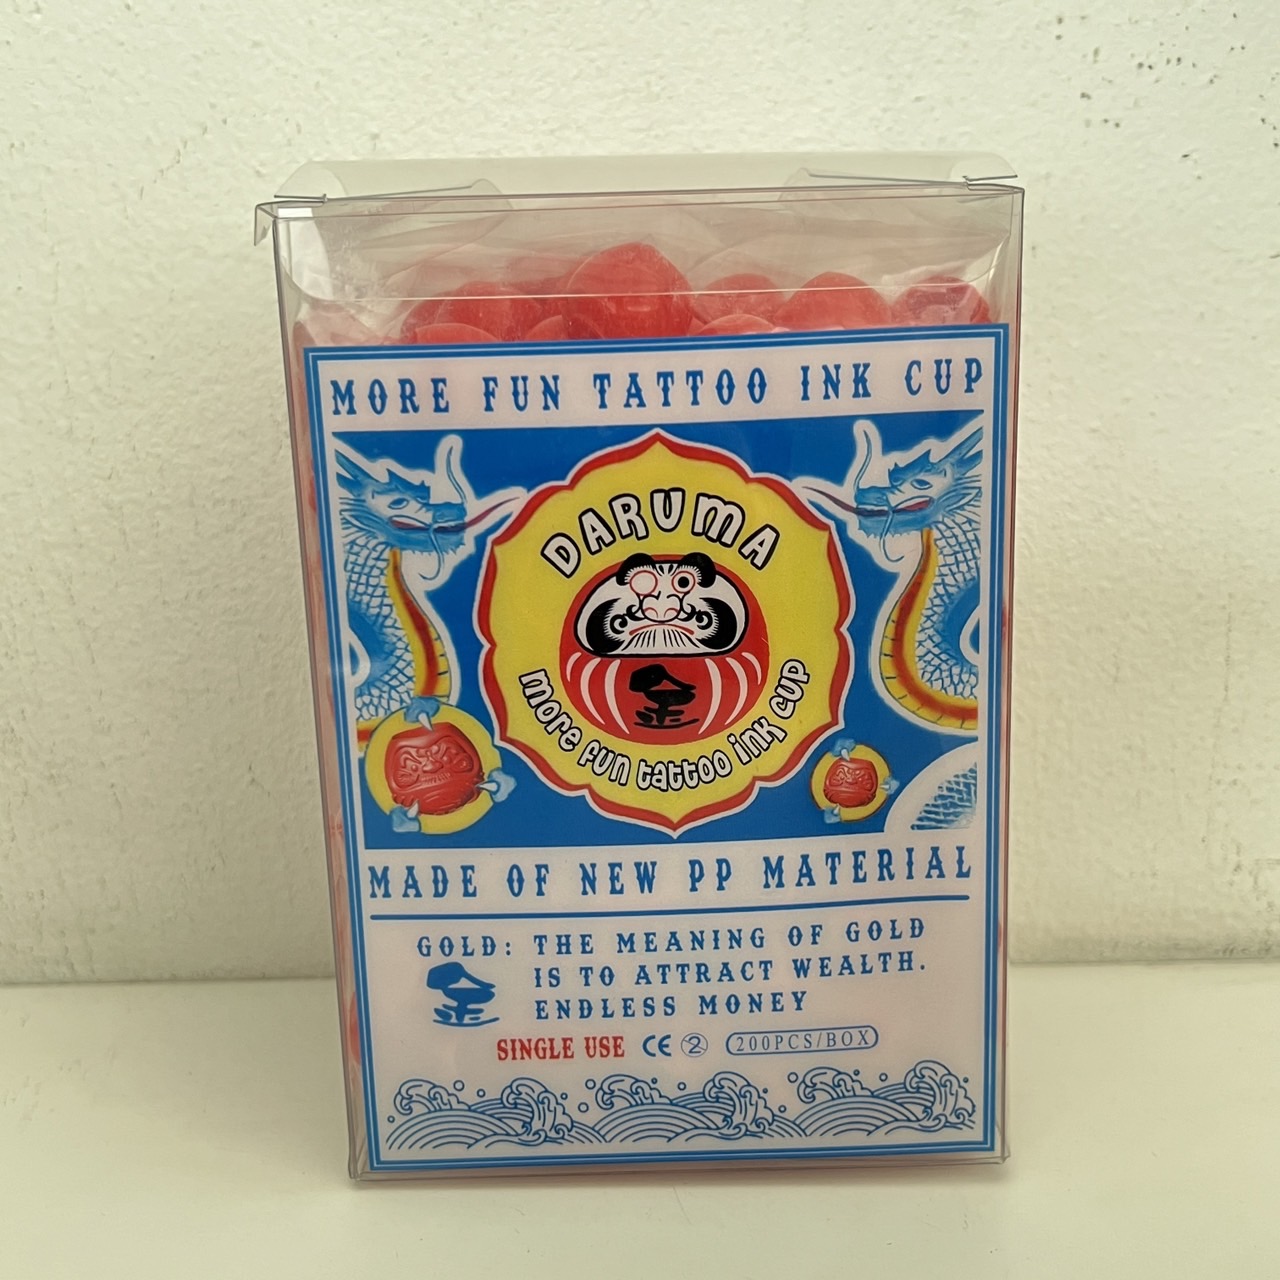 MORE FUN TATTOO INK CUP
DARUMA
金
more fun tattoo ink cup
MADE OF NEW PP MATERIAL
GOLD: THE MEANING OF GOLD
金
IS TO ATTRACT WEALTH.
ENDLESS MONEY
SINGLE USE CE 2 200PCS/BOX